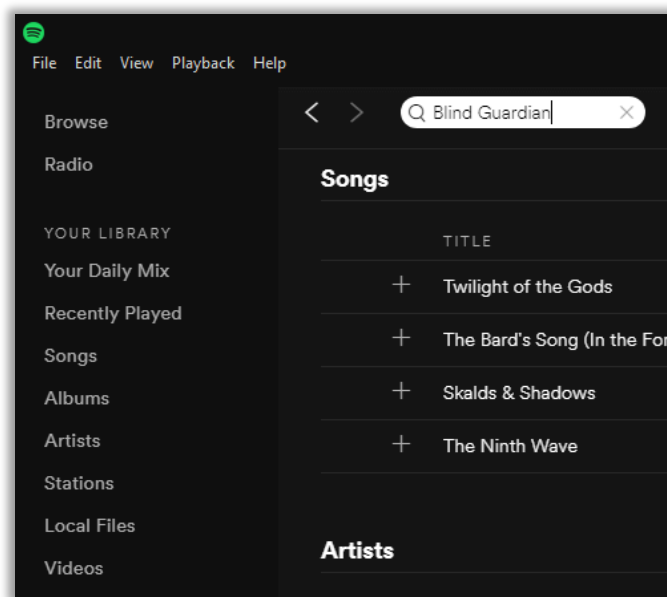 File Edit View Playback Help
Browse
Radio
YOUR LIBRARY
Your Daily Mix
Recently Played
Songs
Albums
Artists
Stations
Local Files
Videos
Blind Guardian
Songs
TITLE
Twilight of the Gods
The Bard's Song (In the For
Skalds & Shadows
The Ninth Wave
Artists